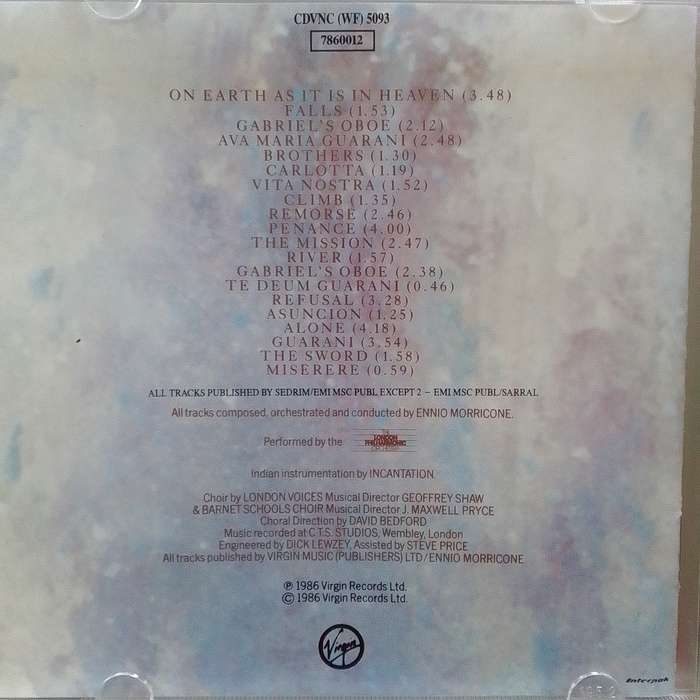 CDVNC (WF) 5093
7860012
ON EARTH AS IT IS IN HEAVEN (3.48)
FALLS (1.53)
GABRIEL'S OBOE (2.12)
AVA MARIA GUARANI (2.48)
BROTHERS (1.30)
CARLOTTA (1.19)
VITA NOSTRA (1.52)
CLIMB (1.35)
REMORSE (2.46)
PENANCE (4.00)
THE MISSION (2.47)
RIVER (1.57)
GABRIEL'S OBOE (2.38)
TE DEUM GUARANI (0.46)
REFUSAL (3.28)
ASUNCION (1.25)
ALONE (4.18)
GUARANI (3.54)
THE SWORD (1.58)
MISERERE (0.59)
ALL TRACKS PUBLISHED BY SEDRIM/EMI MSC PUBL EXCEPT 2 – EMI MSC PUBL/SARRAL
All tracks composed, orchestrated and conducted by ENNIO MORRICONE.
Performed by the THE LONDON PHILHARMONIC ORCHESTRA
Indian instrumentation by INCANTATION.
Choir by LONDON VOICES Musical Director GEOFFREY SHAW
& BARNET SCHOOLS CHOIR Musical Director J. MAXWELL PRYCE
Choral Direction by DAVID BEDFORD
Music recorded at C.T.S. STUDIOS, Wembley, London
Engineered by DICK LEWZEY, Assisted by STEVE PRICE
All tracks published by VIRGIN MUSIC (PUBLISHERS) LTD/ENNIO MORRICONE
℗ 1986 Virgin Records Ltd.
© 1986 Virgin Records Ltd.
Virgin
Interpak